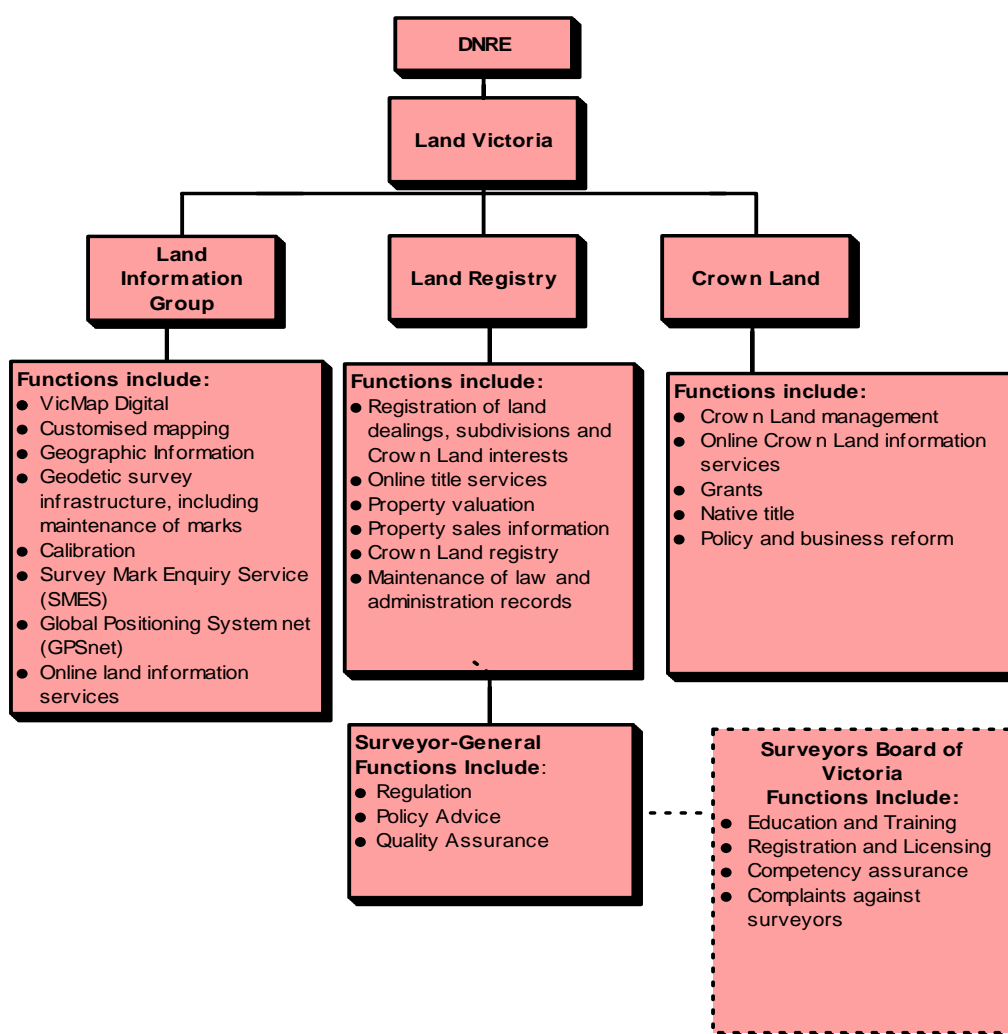 DNRE
Land Victoria
Land
Information
Group
Land Registry
Crown Land
Functions include:
● VicMap Digital
● Customised mapping
● Geographic Information
● Geodetic survey
infrastructure, including
maintenance of marks
● Calibration
● Survey Mark Enquiry Service
(SMES)
● Global Positioning System net
(GPSnet)
● Online land information
services
Functions include:
● Registration of land
dealings, subdivisions and
Crown Land interests
● Online title services
● Property valuation
● Property sales information
● Crown Land registry
● Maintenance of law and
administration records
Functions include:
● Crown Land management
● Online Crown Land information
services
● Grants
● Native title
● Policy and business reform
Surveyor-General
Functions Include:
● Regulation
● Policy Advice
● Quality Assurance
Surveyors Board of
Victoria
Functions Include:
● Education and Training
● Registration and Licensing
● Competency assurance
● Complaints against
surveyors